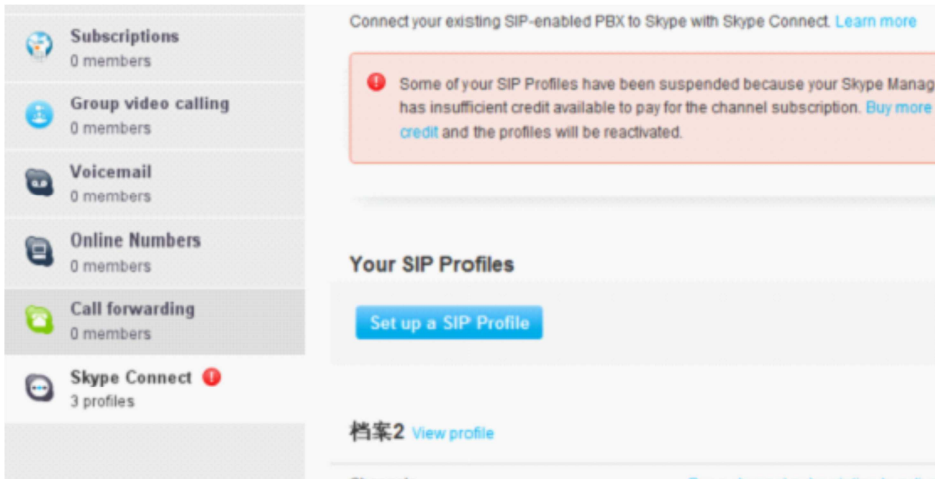 Subscriptions
0 members
Group video calling
0 members
Voicemail
0 members
Online Numbers
0 members
Call forwarding
0 members
Skype Connect
3 profiles
Connect your existing SIP-enabled PBX to Skype with Skype Connect. Learn more
Some of your SIP Profiles have been suspended because your Skype Manag
has insufficient credit available to pay for the channel subscription. Buy more
credit and the profiles will be reactivated.
Your SIP Profiles
Set up a SIP Profile
档案2 View profile